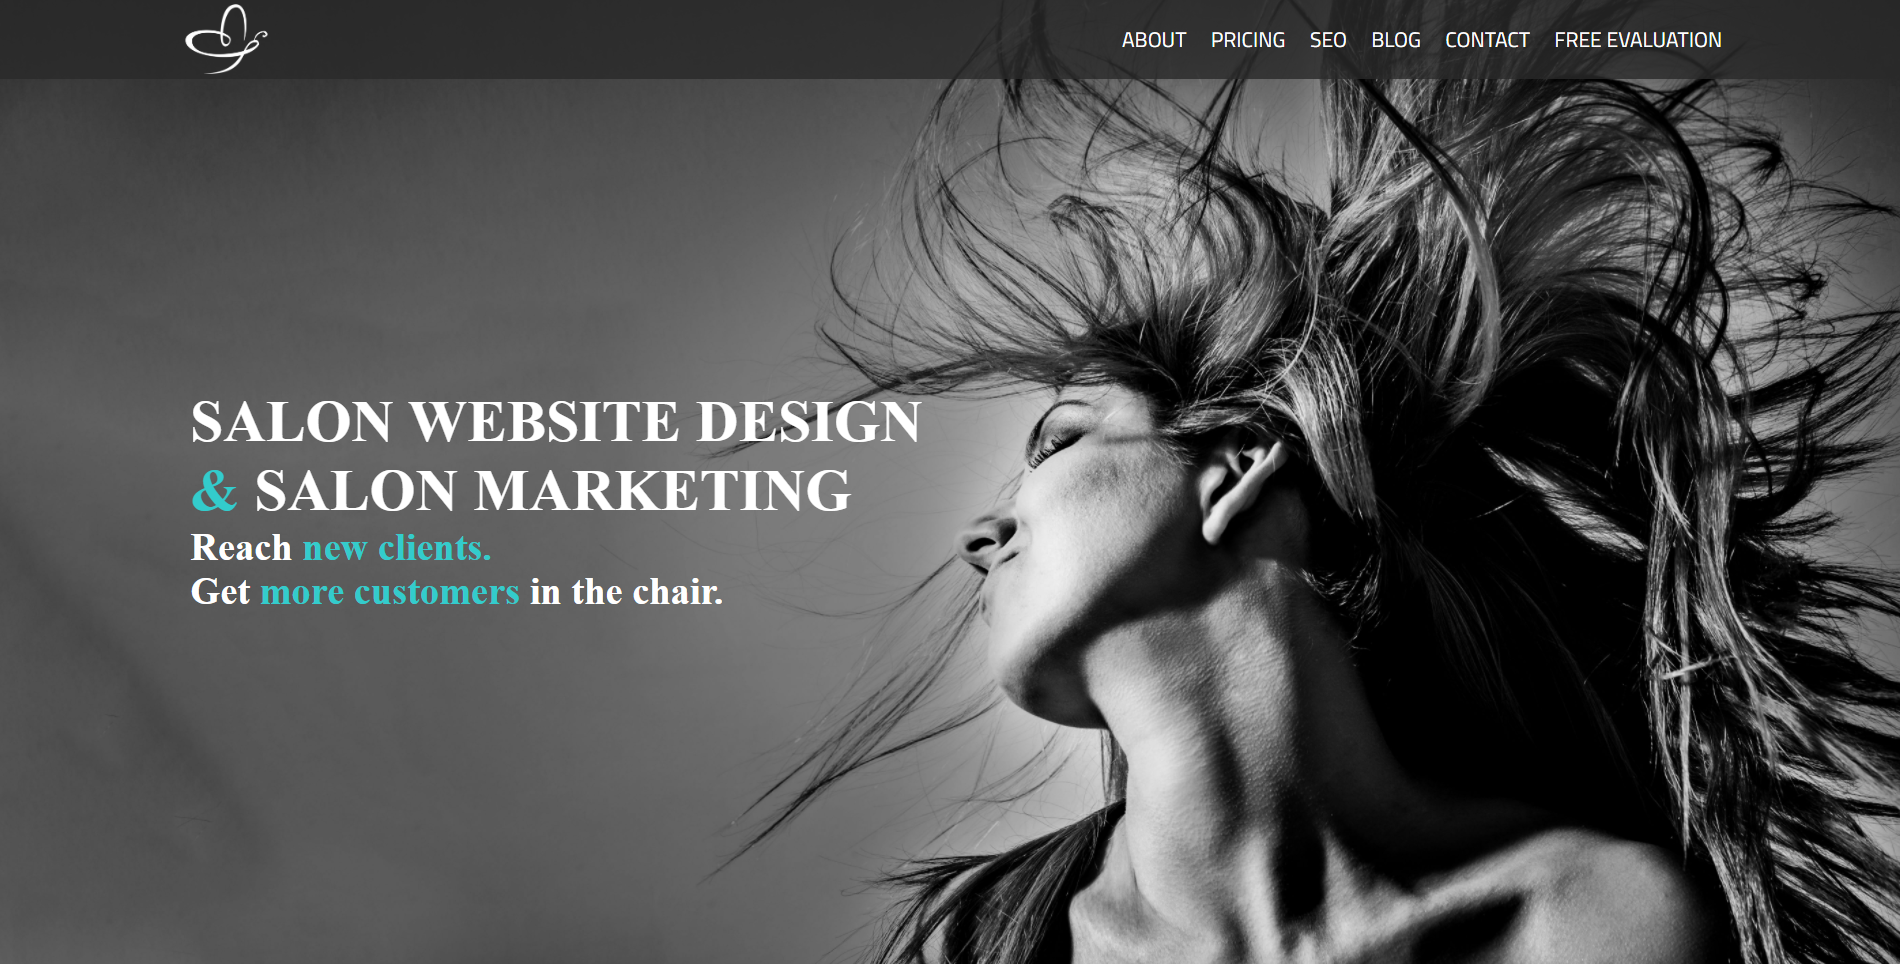 ABOUT PRICING SEO BLOG CONTACT FREE EVALUATION
SALON WEBSITE DESIGN
& SALON MARKETING
Reach new clients.
Get more customers in the chair.